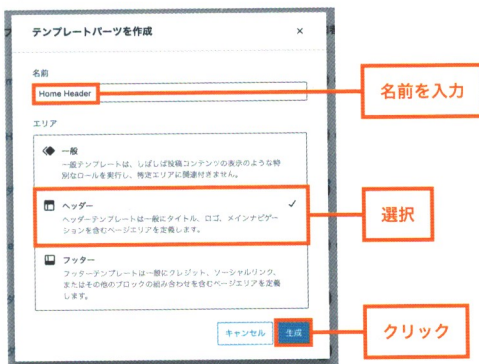 テンプレートパーツを作成 ×
名前
Home Header
名前を入力
エリア
一般
一般テンプレートは、しばしば投稿コンテンツの表示のような特
別なロールを実行し、特定エリアに関連付きません。
ヘッダー ✓
ヘッダーテンプレートは一般にタイトル、ロゴ、メインナビゲー
ションを含むページエリアを定義します。
選択
フッター
フッターテンプレートは一般にクレジット、ソーシャルリンク、
またはその他のブロックの組み合わせを含むページエリアを定義
します。
キャンセル 生成
クリック